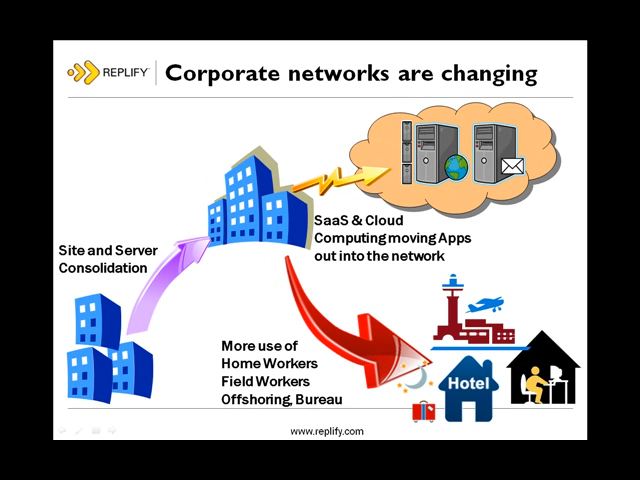 REPLIFY
Corporate networks are changing
SaaS & Cloud
Computing moving Apps
out into the network
Site and Server
Consolidation
More use of
Home Workers
Field Workers
Offshoring, Bureau
Hotel
www.replify.com